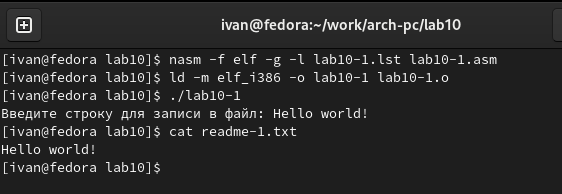 ivan@fedora:~/work/arch-pc/lab10
[ivan@fedora lab10]$ nasm -f elf -g -l lab10-1.lst lab10-1.asm
[ivan@fedora lab10]$ ld -m elf_i386 -o lab10-1 lab10-1.o
[ivan@fedora lab10]$ ./lab10-1
Введите строку для записи в файл: Hello world!
[ivan@fedora lab10]$ cat readme-1.txt
Hello world!
[ivan@fedora lab10]$